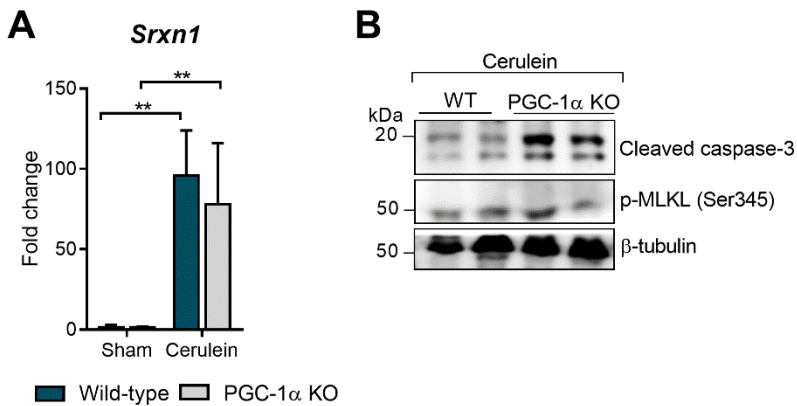 A
Srxn1
**
**
150
100
50
0
Fold change
Sham Cerulein
Wild-type PGC-1α KO
B
Cerulein
WT PGC-1α KO
kDa
20
Cleaved caspase-3
50
p-MLKL (Ser345)
50
β-tubulin